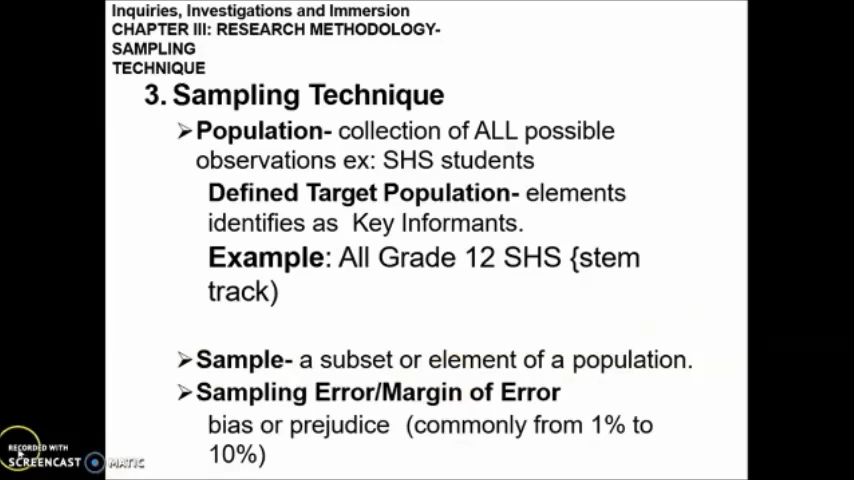 Inquiries, Investigations and Immersion
CHAPTER III: RESEARCH METHODOLOGY-
SAMPLING
TECHNIQUE
3. Sampling Technique
➢Population- collection of ALL possible
observations ex: SHS students
Defined Target Population- elements
identifies as Key Informants.
Example: All Grade 12 SHS {stem
track)
➢Sample- a subset or element of a population.
➢Sampling Error/Margin of Error
bias or prejudice (commonly from 1% to
10%)
RECORDED WITH
SCREENCAST MATIC